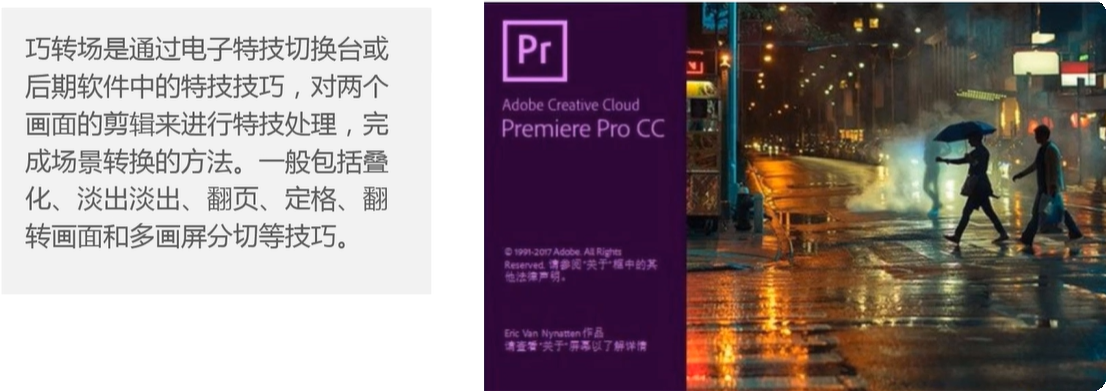 巧转场是通过电子特技切换台或
后期软件中的特技技巧，对两个
画面的剪辑来进行特技处理，完
成场景转换的方法。一般包括叠
化、淡出淡出、翻页、定格、翻
转画面和多画屏分切等技巧。
Pr
Adobe Creative Cloud
Premiere Pro CC
© 1991-2017 Adobe. All Rights
Reserved. 请参阅“关于”框中的其
他法律声明。
Eric Van Nynatten 作品
请查看“关于”屏幕以了解详情